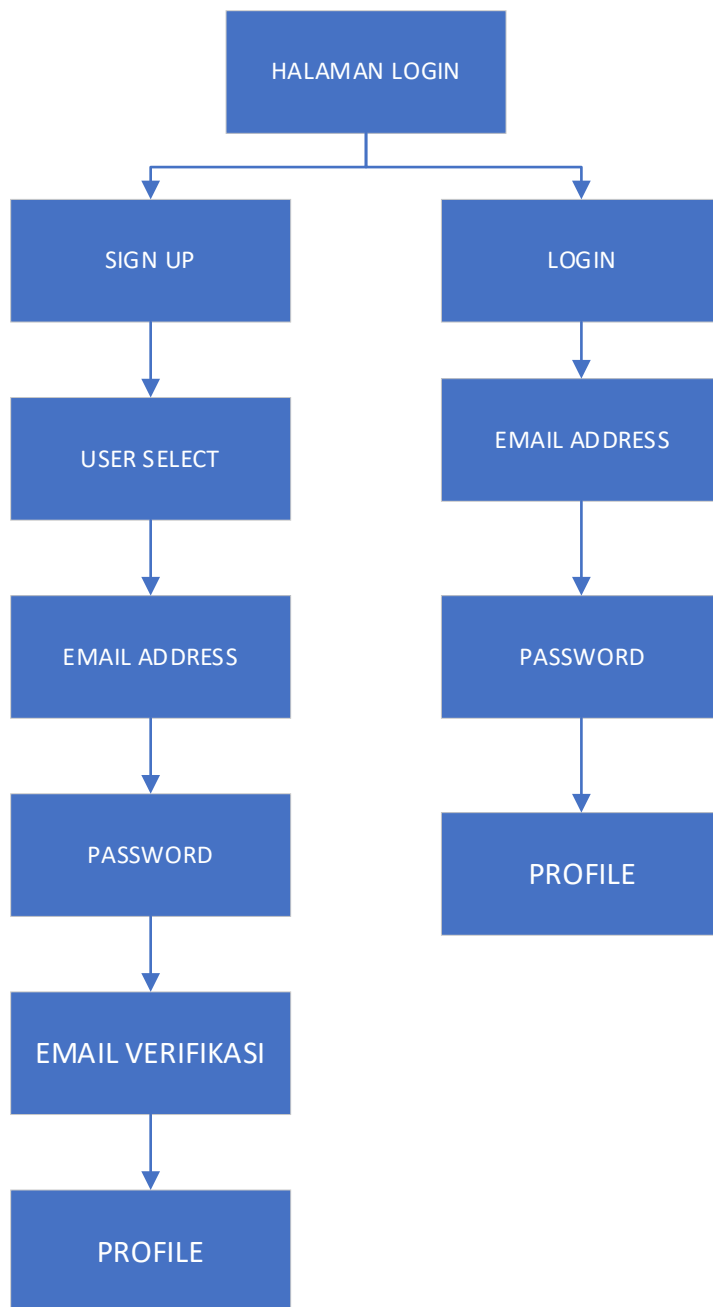 HALAMAN LOGIN
SIGN UP
LOGIN
USER SELECT
EMAIL ADDRESS
EMAIL ADDRESS
PASSWORD
PASSWORD
PROFILE
EMAIL VERIFIKASI
PROFILE